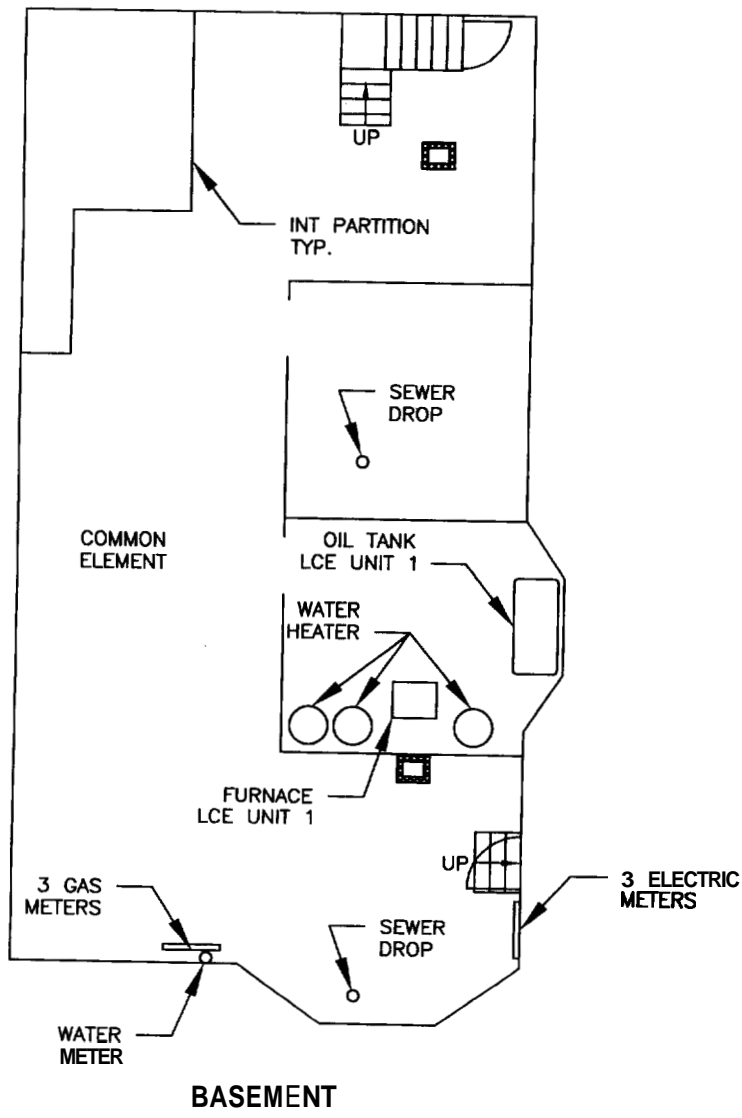 UP
INT PARTITION
TYP.
SEWER
DROP
COMMON
ELEMENT
OIL TANK
LCE UNIT 1
WATER
HEATER
FURNACE
LCE UNIT 1
UP
3 GAS
METERS
3 ELECTRIC
METERS
SEWER
DROP
WATER
METER
BASEMENT